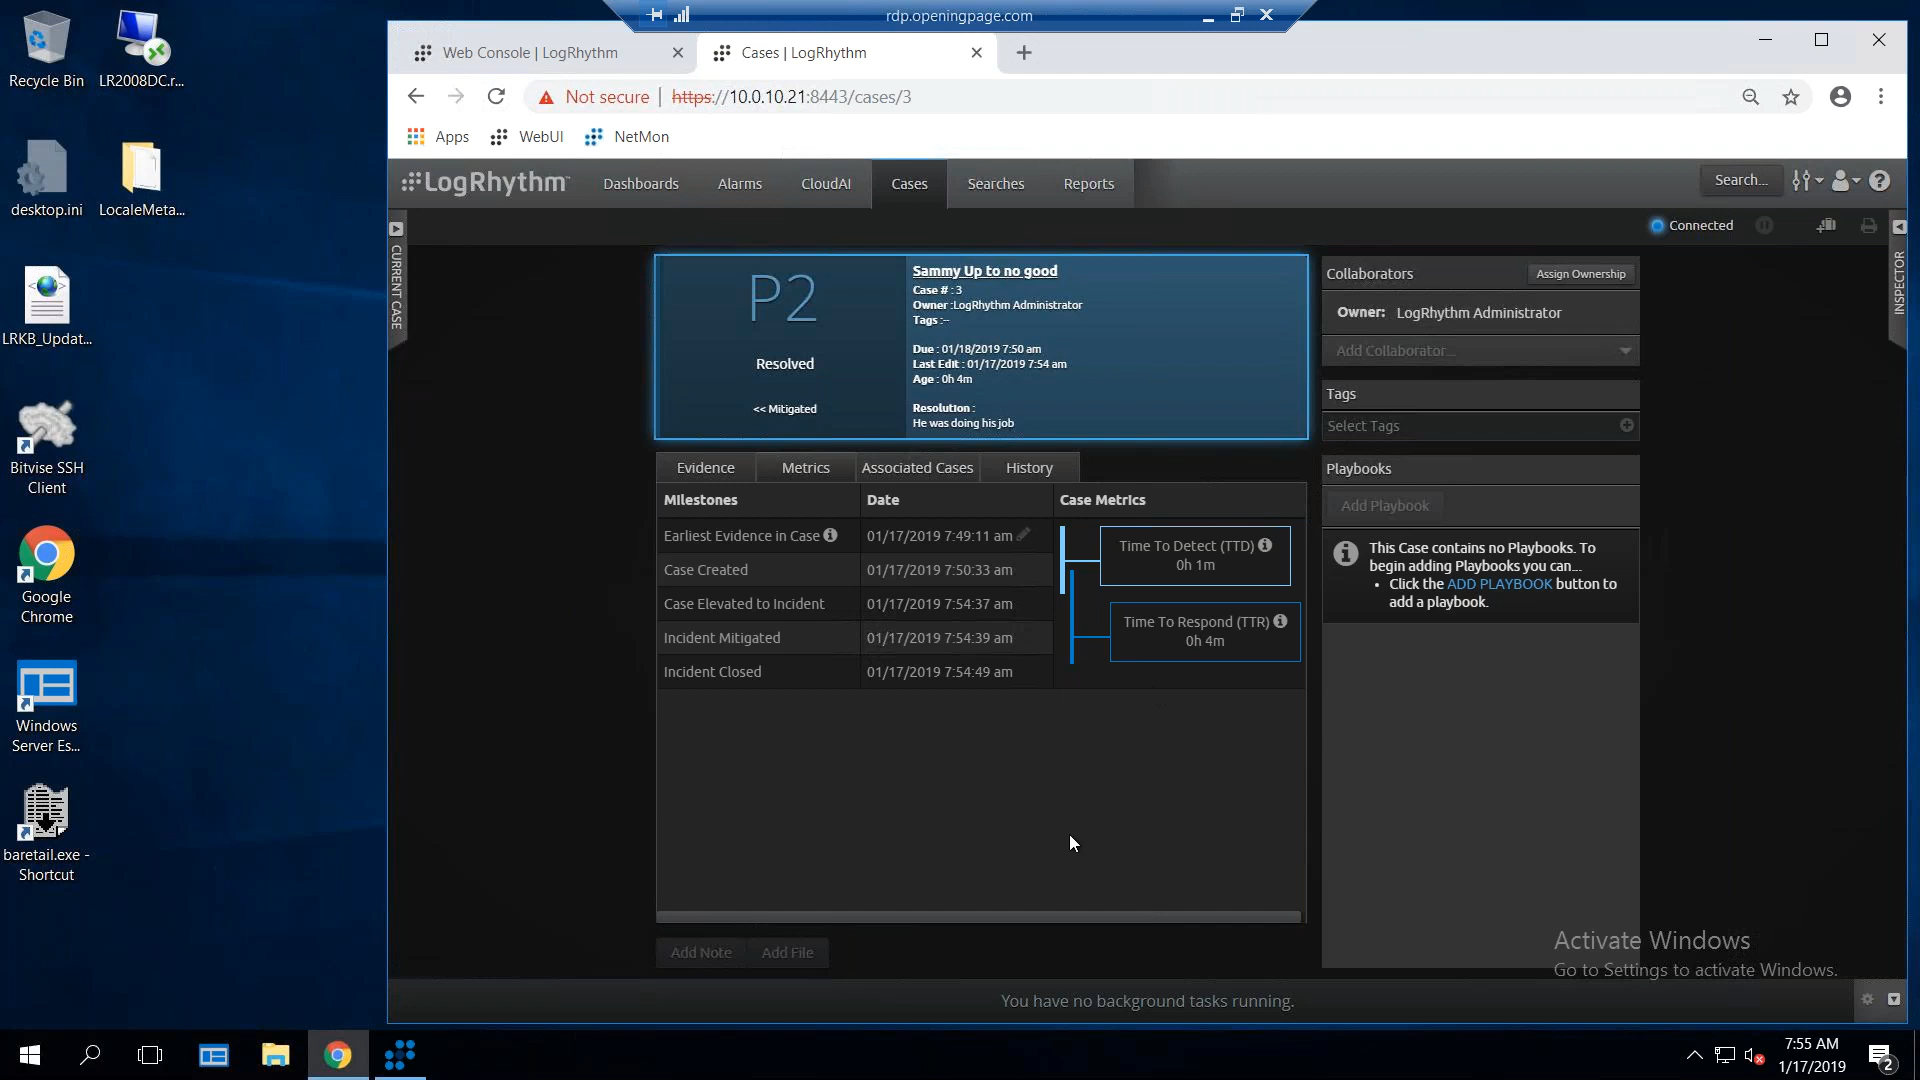 rdp.openingpage.com
Recycle Bin
LR2008DC.r...
desktop.ini
LocaleMeta...
LRKB_Updat...
Bitvise SSH
Client
Google
Chrome
Windows
Server Es...
baretail.exe -
Shortcut
Web Console | LogRhythm
Cases | LogRhythm
Not secure | https://10.0.10.21:8443/cases/3
Apps
WebUI
NetMon
LogRhythm™
Dashboards
Alarms
CloudAI
Cases
Searches
Reports
Search...
Connected
CURRENT CASE
INSPECTOR
P2
Resolved
<< Mitigated
Sammy Up to no good
Case # : 3
Owner :LogRhythm Administrator
Tags :--
Due : 01/18/2019 7:50 am
Last Edit : 01/17/2019 7:54 am
Age : 0h 4m
Resolution :
He was doing his job
Evidence
Metrics
Associated Cases
History
Milestones
Date
Case Metrics
Earliest Evidence in Case
01/17/2019 7:49:11 am
Case Created
01/17/2019 7:50:33 am
Case Elevated to Incident
01/17/2019 7:54:37 am
Incident Mitigated
01/17/2019 7:54:39 am
Incident Closed
01/17/2019 7:54:49 am
Time To Detect (TTD)
0h 1m
Time To Respond (TTR)
0h 4m
Add Note
Add File
Collaborators
Assign Ownership
Owner: LogRhythm Administrator
Add Collaborator...
Tags
Select Tags
Playbooks
Add Playbook
This Case contains no Playbooks. To
begin adding Playbooks you can...
• Click the ADD PLAYBOOK button to
add a playbook.
Activate Windows
Go to Settings to activate Windows.
You have no background tasks running.
7:55 AM
1/17/2019
2